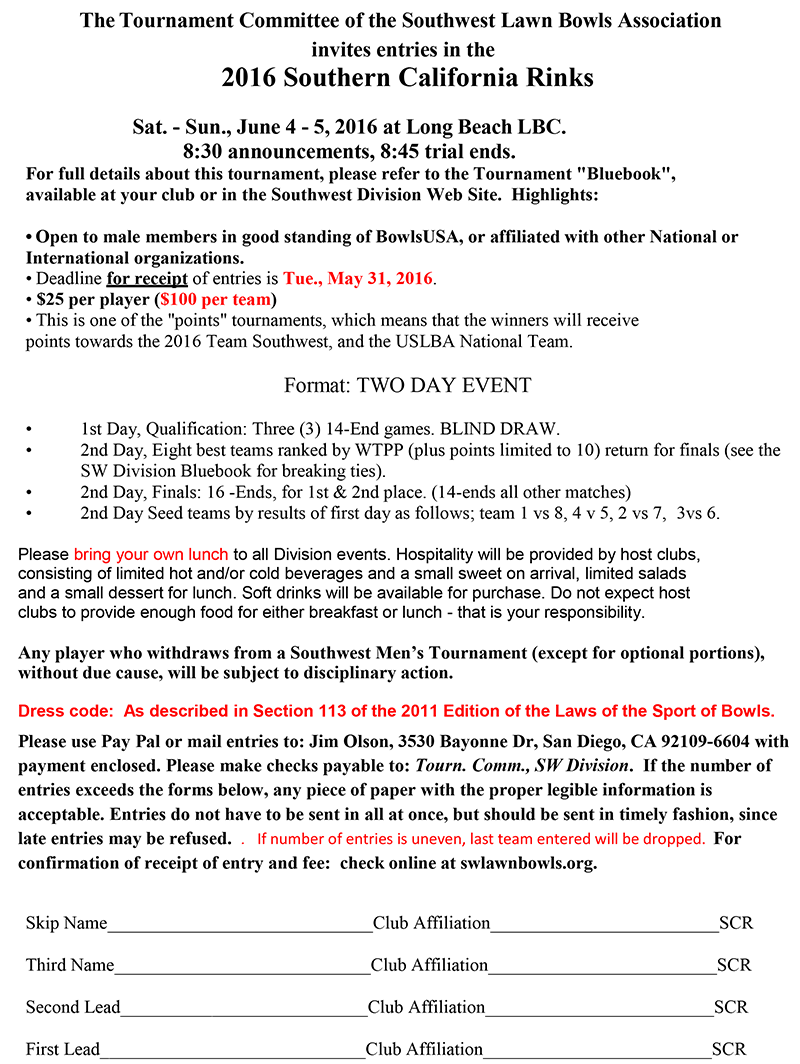 The Tournament Committee of the Southwest Lawn Bowls Association
invites entries in the
2016 Southern California Rinks
Sat. - Sun., June 4 - 5, 2016 at Long Beach LBC.
8:30 announcements, 8:45 trial ends.
For full details about this tournament, please refer to the Tournament "Bluebook",
available at your club or in the Southwest Division Web Site.  Highlights:
• Open to male members in good standing of BowlsUSA, or affiliated with other National or
International organizations.
• Deadline for receipt of entries is Tue., May 31, 2016.
• $25 per player ($100 per team)
• This is one of the "points" tournaments, which means that the winners will receive
points towards the 2016 Team Southwest, and the USLBA National Team.
Format: TWO DAY EVENT
• 1st Day, Qualification: Three (3) 14-End games. BLIND DRAW.
• 2nd Day, Eight best teams ranked by WTPP (plus points limited to 10) return for finals (see the
SW Division Bluebook for breaking ties).
• 2nd Day, Finals: 16 -Ends, for 1st & 2nd place. (14-ends all other matches)
• 2nd Day Seed teams by results of first day as follows; team 1 vs 8, 4 v 5, 2 vs 7,  3vs 6.
Please bring your own lunch to all Division events. Hospitality will be provided by host clubs,
consisting of limited hot and/or cold beverages and a small sweet on arrival, limited salads
and a small dessert for lunch. Soft drinks will be available for purchase. Do not expect host
clubs to provide enough food for either breakfast or lunch - that is your responsibility.
Any player who withdraws from a Southwest Men’s Tournament (except for optional portions),
without due cause, will be subject to disciplinary action.
Dress code:  As described in Section 113 of the 2011 Edition of the Laws of the Sport of Bowls.
Please use Pay Pal or mail entries to: Jim Olson, 3530 Bayonne Dr, San Diego, CA 92109-6604 with
payment enclosed. Please make checks payable to: Tourn. Comm., SW Division.  If the number of
entries exceeds the forms below, any piece of paper with the proper legible information is
acceptable. Entries do not have to be sent in all at once, but should be sent in timely fashion, since
late entries may be refused.  .  If number of entries is uneven, last team entered will be dropped.  For
confirmation of receipt of entry and fee:  check online at swlawnbowls.org.
Skip Name_____________________________Club Affiliation_________________________SCR
Third Name____________________________Club Affiliation_________________________SCR
Second Lead___________________________Club Affiliation_________________________SCR
First Lead_____________________________Club Affiliation_________________________SCR